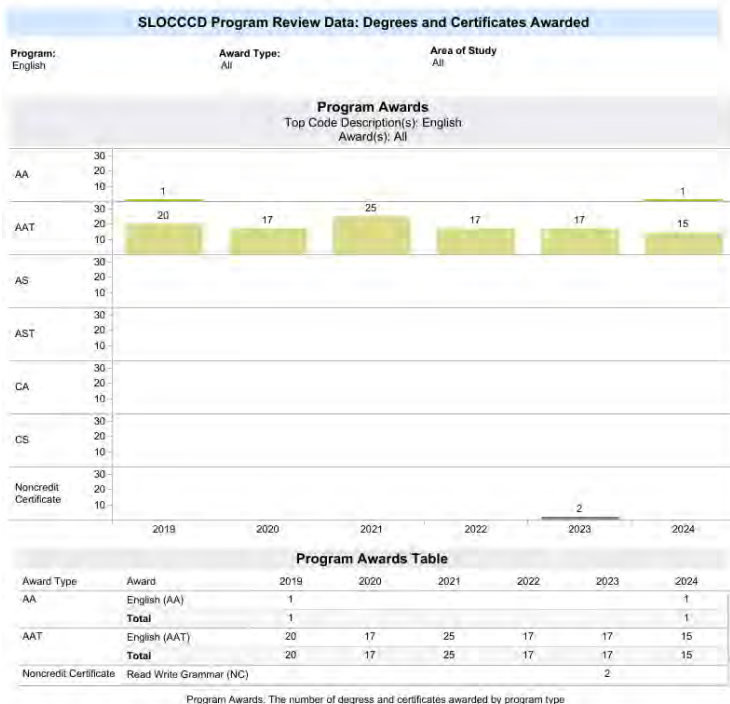 SLOCCCD Program Review Data: Degrees and Certificates Awarded
Program: Award Type: Area of Study
English All All
Program Awards
Top Code Description(s): English
Award(s): All
AA 30 20 10 1 1
AAT 30 20 10 20 17 25 17 17 15
AS 30 20 10
AST 30 20 10
CA 30 20 10
CS 30 20 10
Noncredit Certificate 30 20 10 2
2019 2020 2021 2022 2023 2024
Program Awards Table
Award Type Award 2019 2020 2021 2022 2023 2024
AA English (AA) 1 1
Total 1 1
AAT English (AAT) 20 17 25 17 17 15
Total 20 17 25 17 17 15
Noncredit Certificate Read Write Grammar (NC) 2
Program Awards. The number of degress and certificates awarded by program type